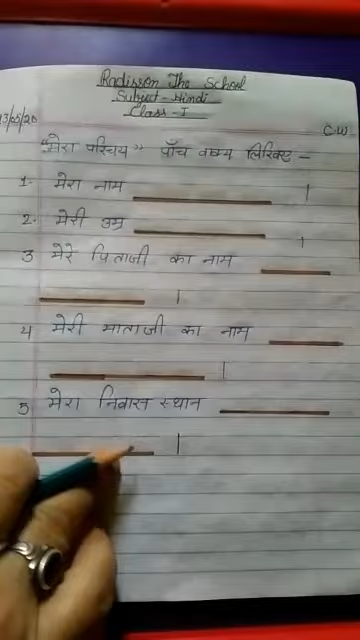 Radisson The School
Subject-Hindi
Class-I
13/05/20
C.W.
"मेरा परिचय" पाँच वाक्य लिखिए -
1. मेरा नाम ।
2. मेरी उम्र ।
3 मेरे पिताजी का नाम
।
4 मेरी माताजी का नाम
।
5 मेरा निवास स्थान
।